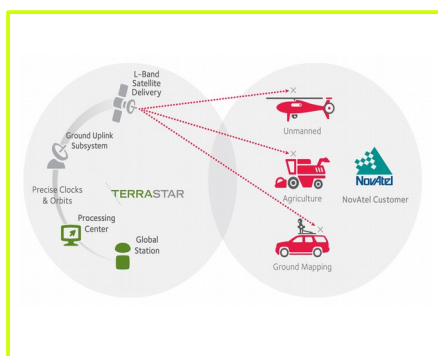 L-Band
Satellite
Delivery
Ground Uplink
Subsystem
Precise Clocks
& Orbits
TERRASTAR
Processing
Center
Global
Station
Unmanned
Agriculture
NovAtel
NovAtel Customer
Ground Mapping